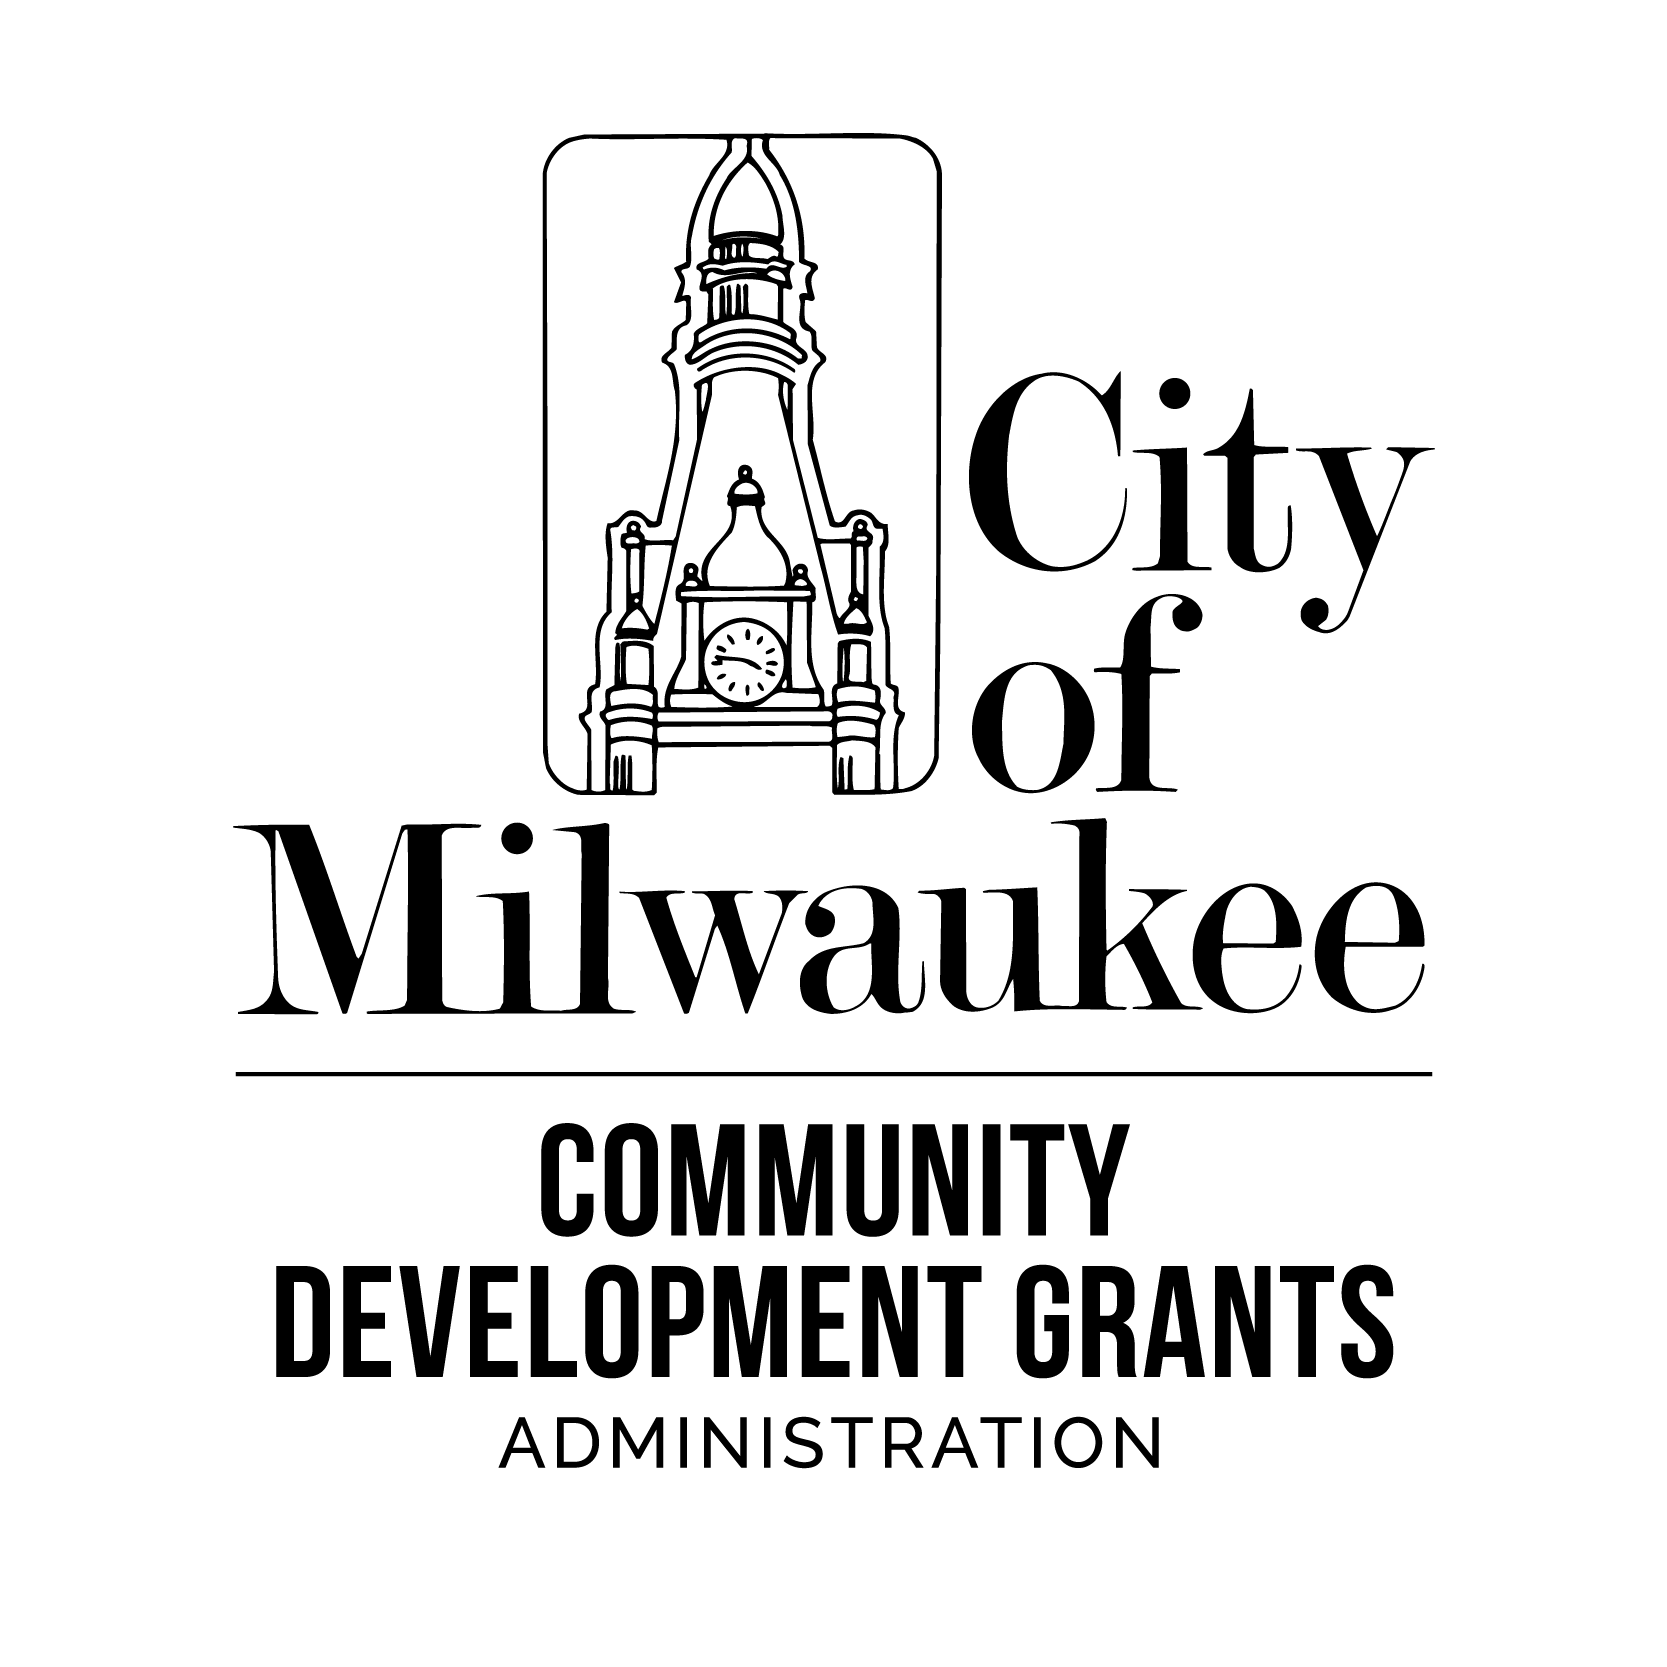 City
of
Milwaukee
COMMUNITY
DEVELOPMENT GRANTS
ADMINISTRATION